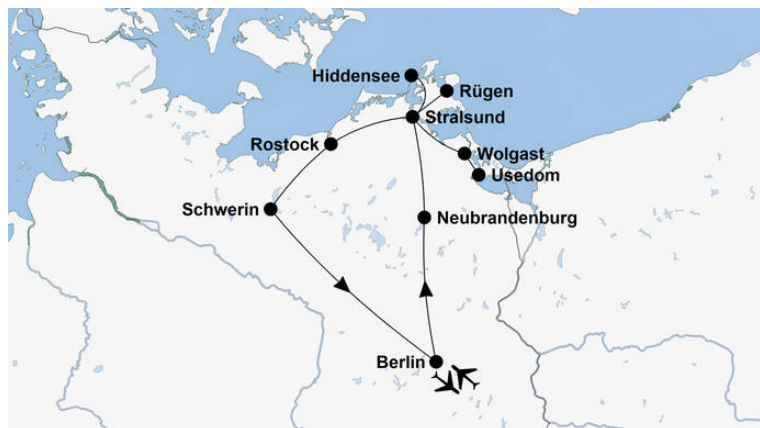 Hiddensee
Rügen
Stralsund
Rostock
Wolgast
Usedom
Schwerin
Neubrandenburg
Berlin